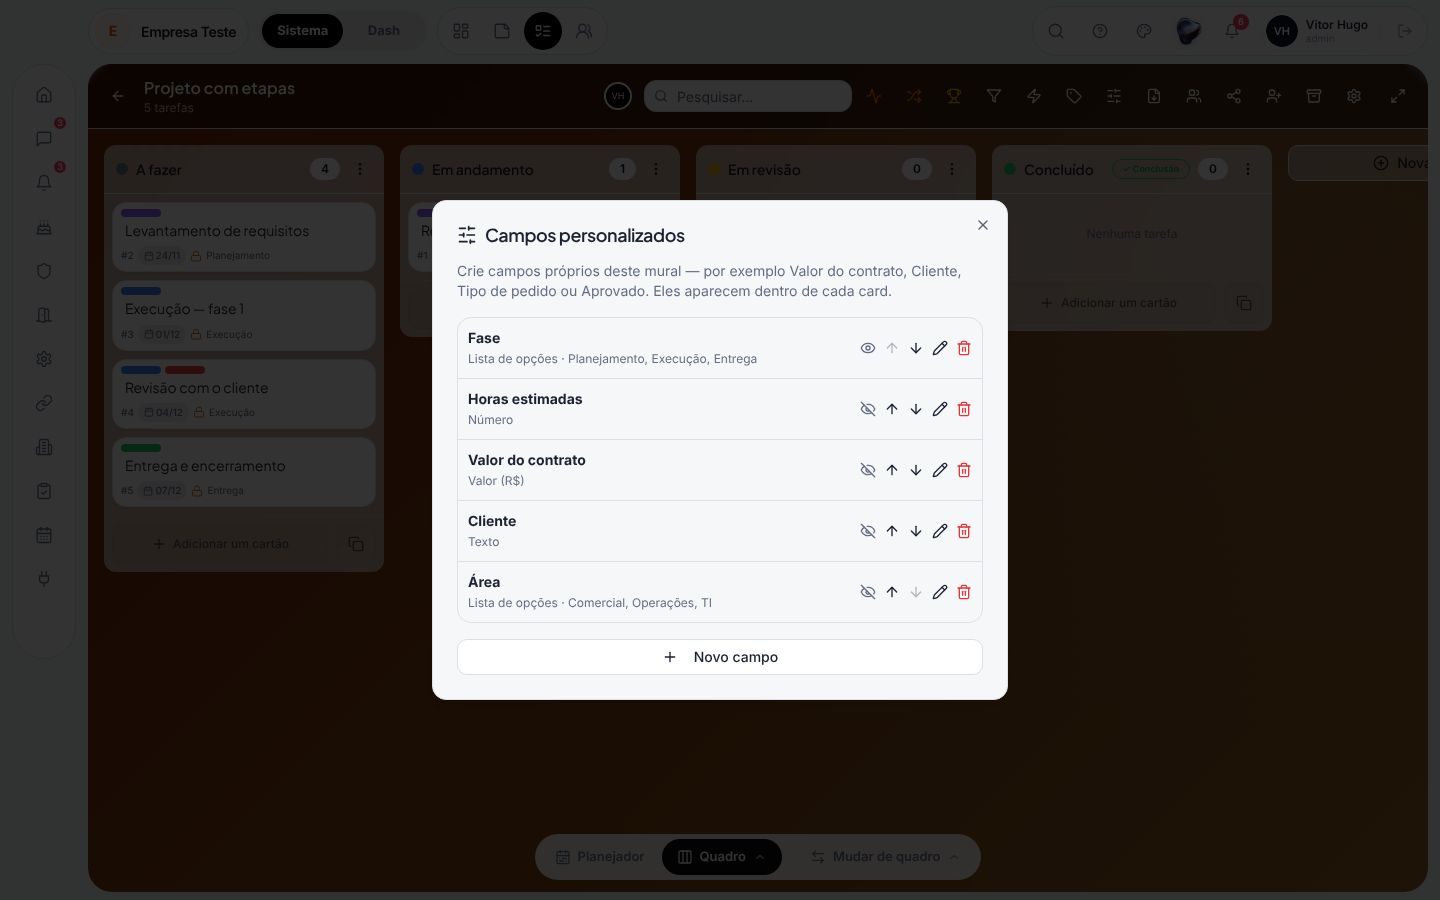 E Empresa Teste Sistema Dash 6 VH Vitor Hugo
admin
Projeto com etapas
5 tarefas
VH Pesquisar...
3
3
A fazer 4
Levantamento de requisitos
#2 24/11 Planejamento
Execução — fase 1
#3 01/12 Execução
Revisão com o cliente
#4 04/12 Execução
Entrega e encerramento
#5 07/12 Entrega
Adicionar um cartão
Em andamento 1
Re
#1
Em revisão 0
Concluído Conclusão 0
Nenhuma tarefa
Adicionar um cartão
Nova
Campos personalizados
Crie campos próprios deste mural — por exemplo Valor do contrato, Cliente,
Tipo de pedido ou Aprovado. Eles aparecem dentro de cada card.
Fase
Lista de opções · Planejamento, Execução, Entrega
Horas estimadas
Número
Valor do contrato
Valor (R$)
Cliente
Texto
Área
Lista de opções · Comercial, Operações, TI
Novo campo
Planejador Quadro Mudar de quadro